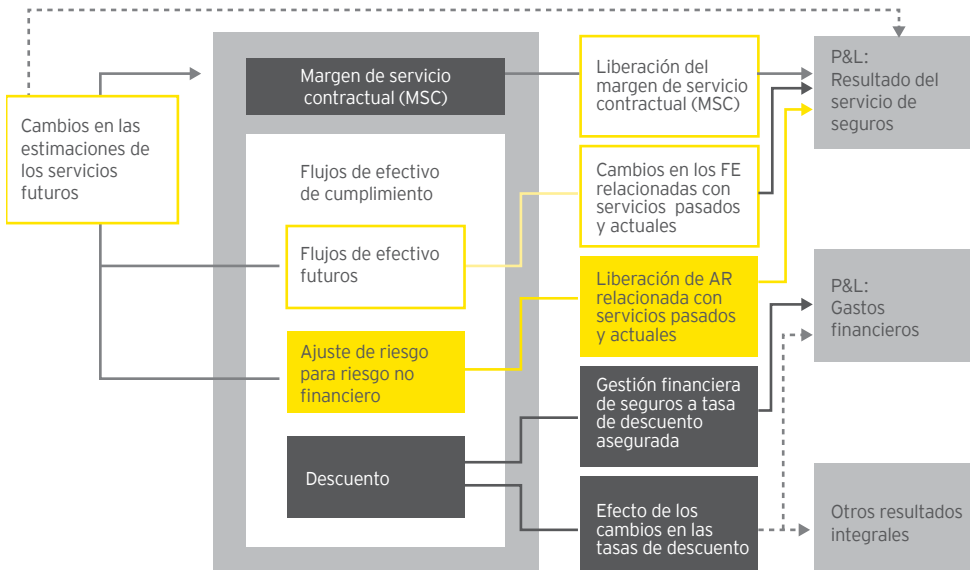 Cambios en las
estimaciones de
los servicios
futuros
Margen de servicio
contractual (MSC)
Flujos de efectivo
de cumplimiento
Flujos de efectivo
futuros
Ajuste de riesgo
para riesgo no
financiero
Descuento
Liberación del
margen de servicio
contractual (MSC)
Cambios en los FE
relacionadas con
servicios pasados
y actuales
Liberación de AR
relacionada con
servicios pasados
y actuales
Gestión financiera
de seguros a tasa
de descuento
asegurada
Efecto de los
cambios en las
tasas de descuento
P&L:
Resultado del
servicio de
seguros
P&L:
Gastos
financieros
Otros resultados
integrales